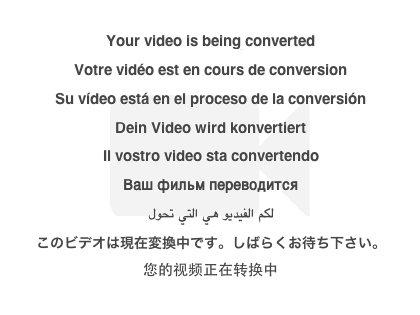 Your video is being converted
Votre vidéo est en cours de conversion
Su vídeo está en el proceso de la conversión
Dein Video wird konvertiert
Il vostro video sta convertendo
Ваш фильм переводится
لكم الفيديو هي التي تحول
このビデオは現在変換中です。しばらくお待ち下さい。
您的视频正在转换中